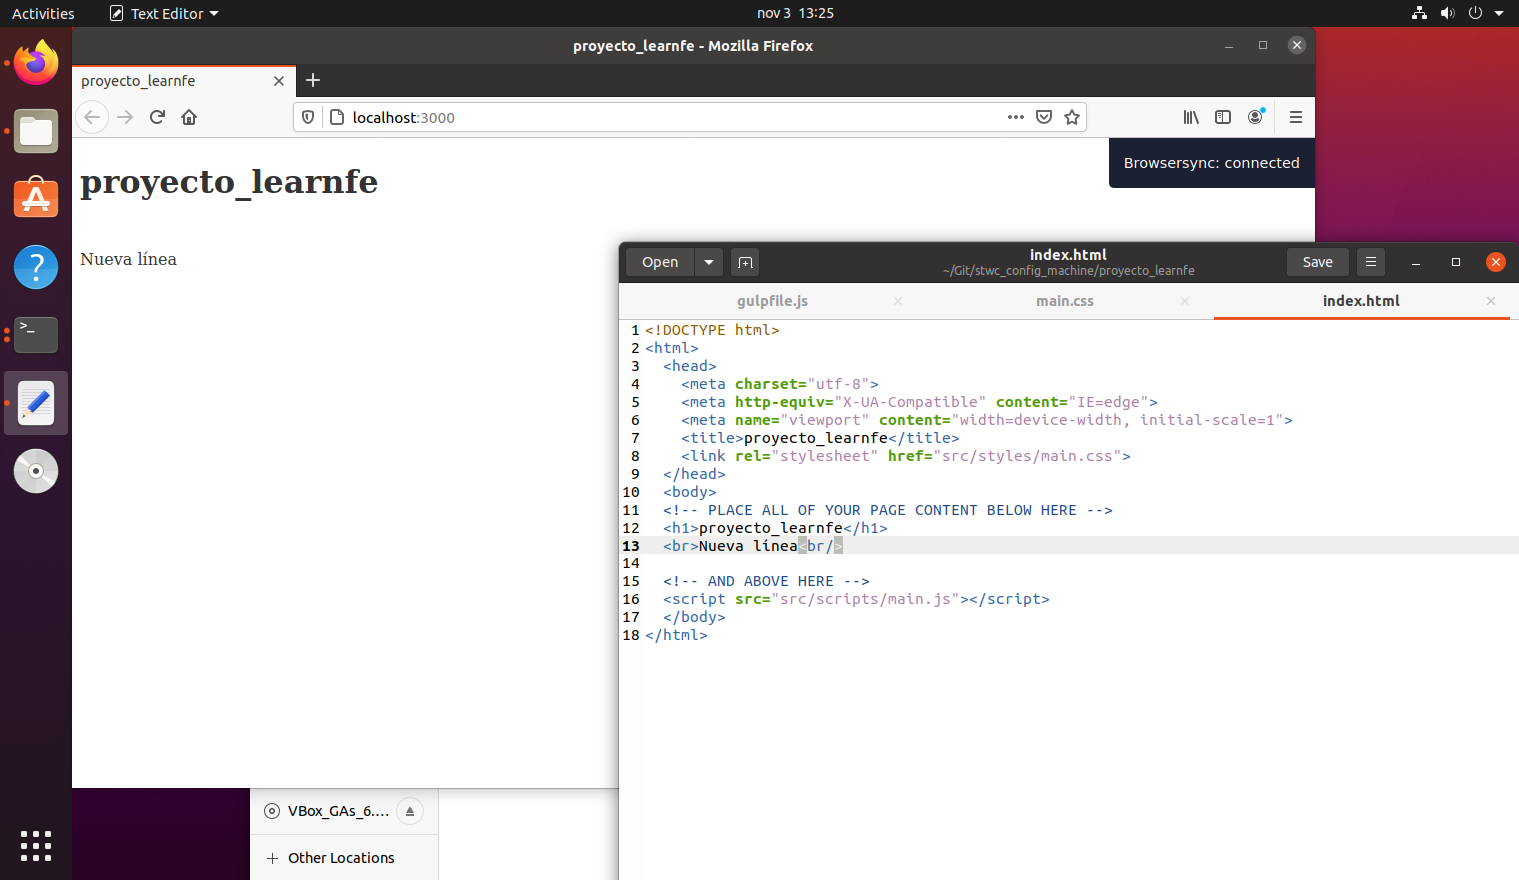 Activities
Text Editor
nov 3 13:25
proyecto_learnfe - Mozilla Firefox
proyecto_learnfe
localhost:3000
Browsersync: connected
proyecto_learnfe
Nueva línea
Open
index.html
~/Git/stwc_config_machine/proyecto_learnfe
Save
gulpfile.js
main.css
index.html
1 <!DOCTYPE html>
2 <html>
3 <head>
4 <meta charset="utf-8">
5 <meta http-equiv="X-UA-Compatible" content="IE=edge">
6 <meta name="viewport" content="width=device-width, initial-scale=1">
7 <title>proyecto_learnfe</title>
8 <link rel="stylesheet" href="src/styles/main.css">
9 </head>
10 <body>
11 <!-- PLACE ALL OF YOUR PAGE CONTENT BELOW HERE -->
12 <h1>proyecto_learnfe</h1>
13 <br>Nueva línea<br/>
14
15 <!-- AND ABOVE HERE -->
16 <script src="src/scripts/main.js"></script>
17 </body>
18 </html>
VBox_GAs_6....
Other Locations